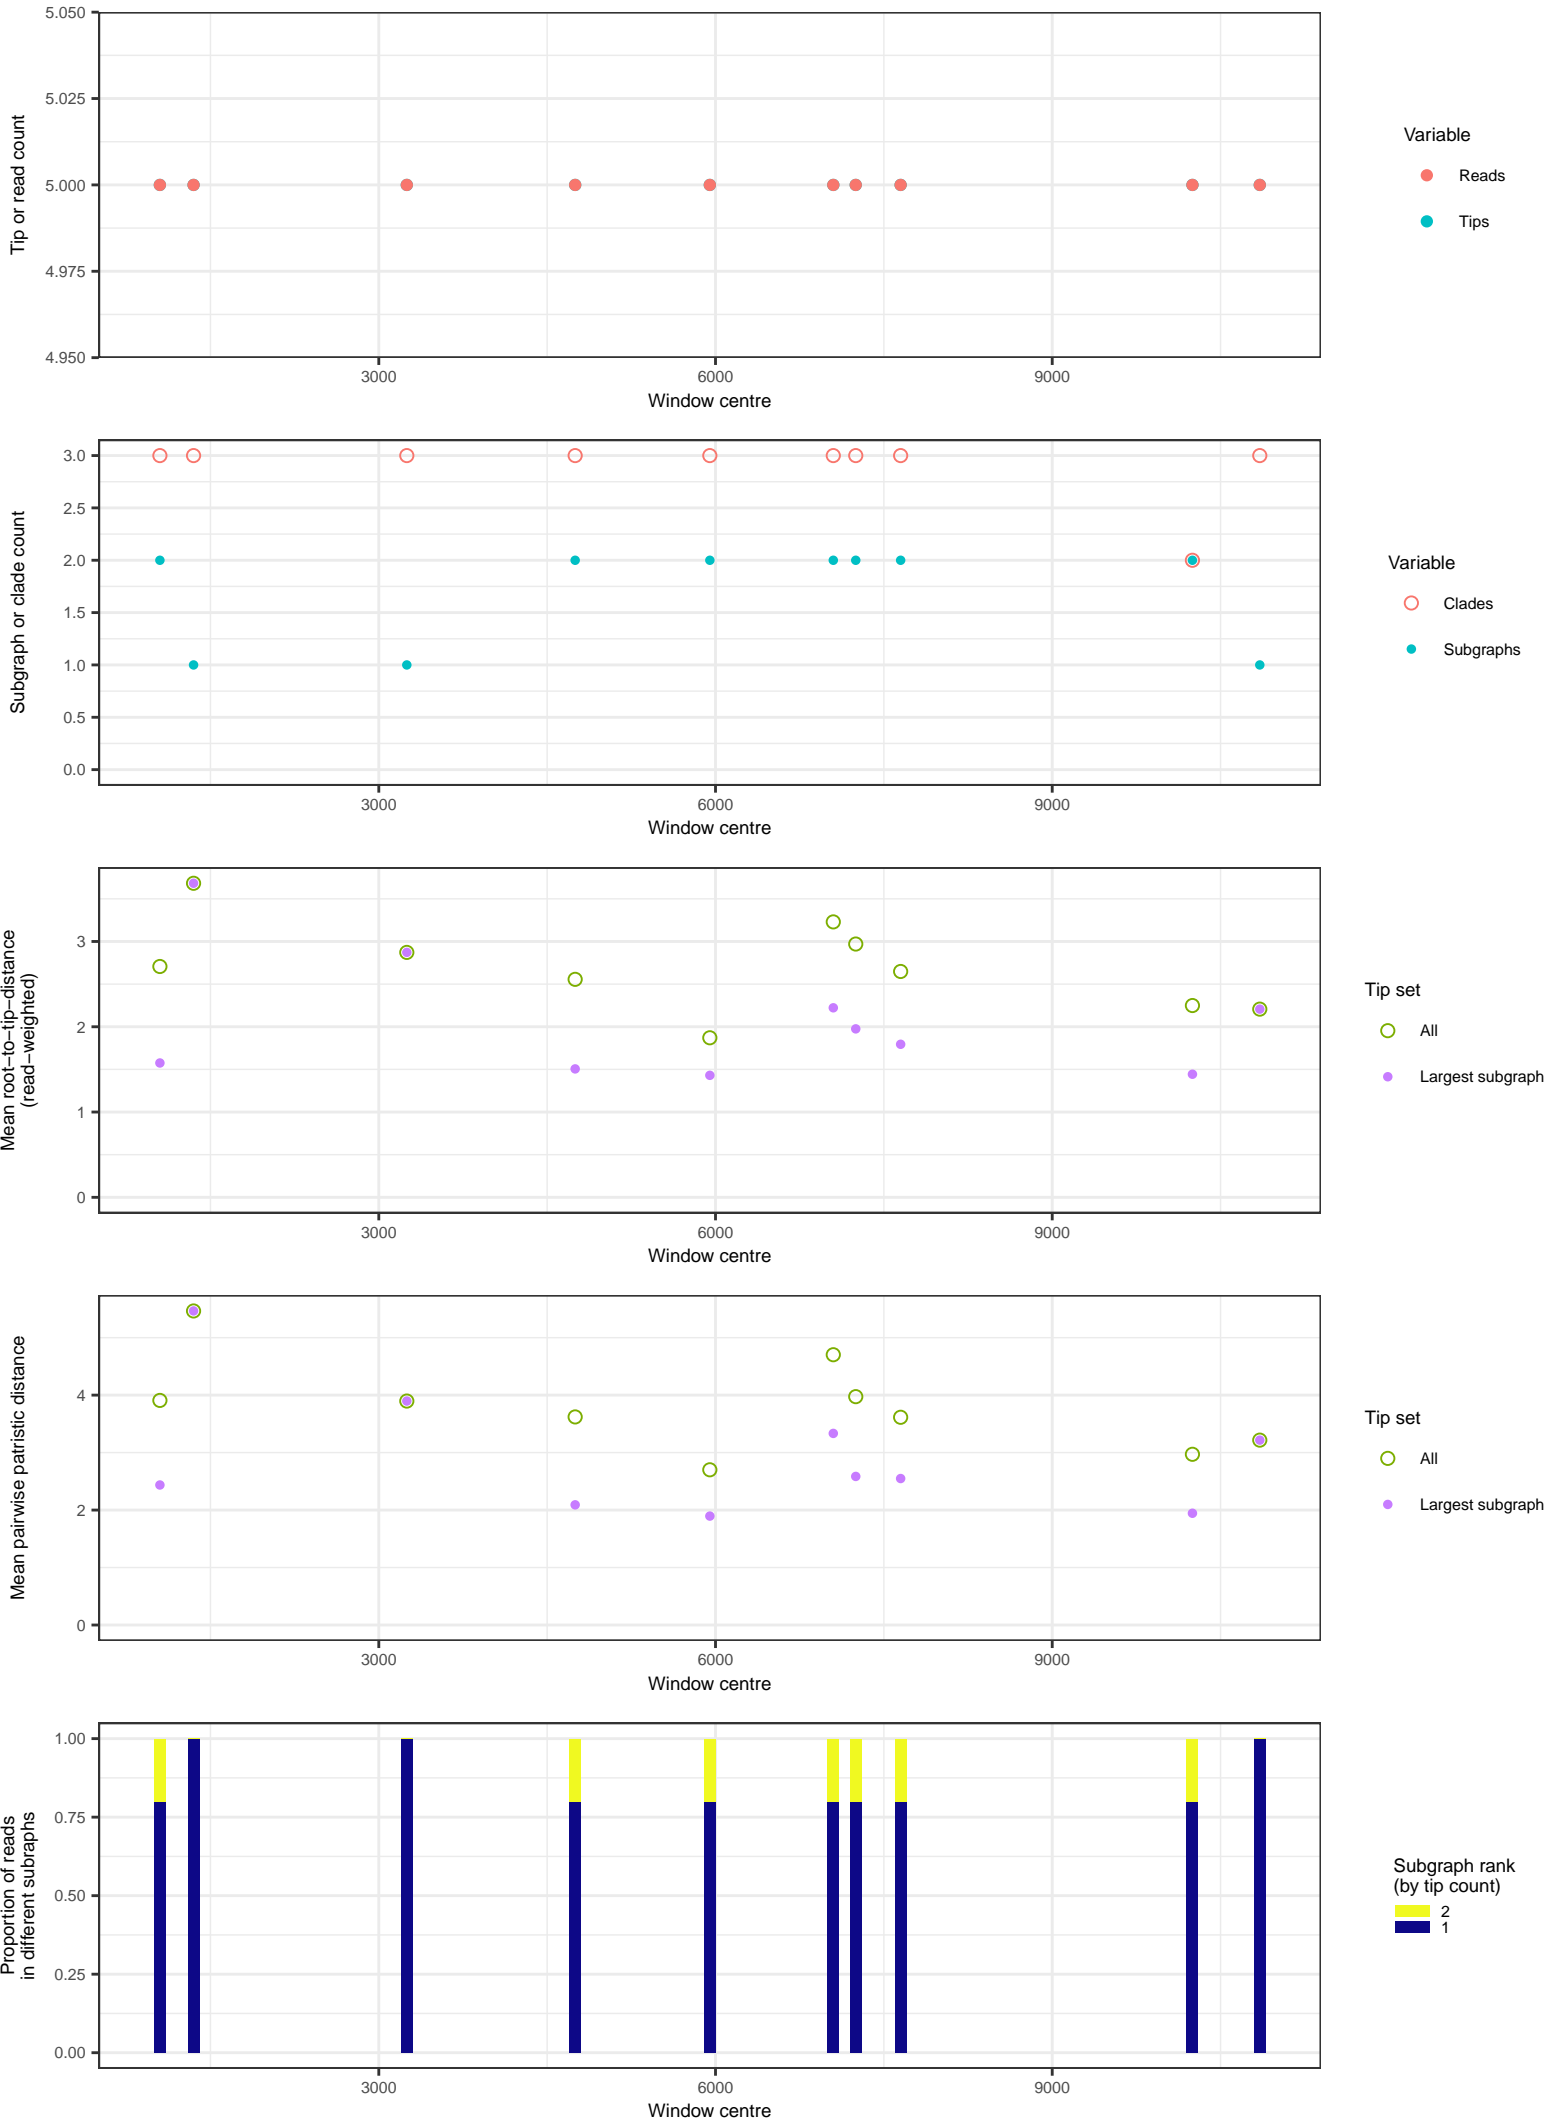 5.050
5.025
5.000
4.975
4.950
Tip or read count
3000 6000 9000
Window centre
Variable
Reads
Tips
3.0
2.5
2.0
1.5
1.0
0.5
0.0
Subgraph or clade count
3000 6000 9000
Window centre
Variable
Clades
Subgraphs
3
2
1
0
Mean root−to−tip−distance
(read−weighted)
3000 6000 9000
Window centre
Tip set
All
Largest subgraph
4
2
0
Mean pairwise patristic distance
3000 6000 9000
Window centre
Tip set
All
Largest subgraph
1.00
0.75
0.50
0.25
0.00
Proportion of reads
in different subraphs
3000 6000 9000
Window centre
Subgraph rank
(by tip count)
2
1